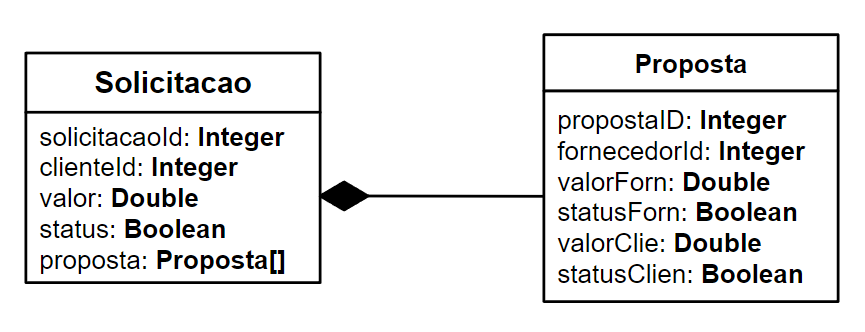 Solicitacao
solicitacaoId: Integer
clienteId: Integer
valor: Double
status: Boolean
proposta: Proposta[]
Proposta
propostaID: Integer
fornecedorId: Integer
valorForn: Double
statusForn: Boolean
valorClie: Double
statusClien: Boolean